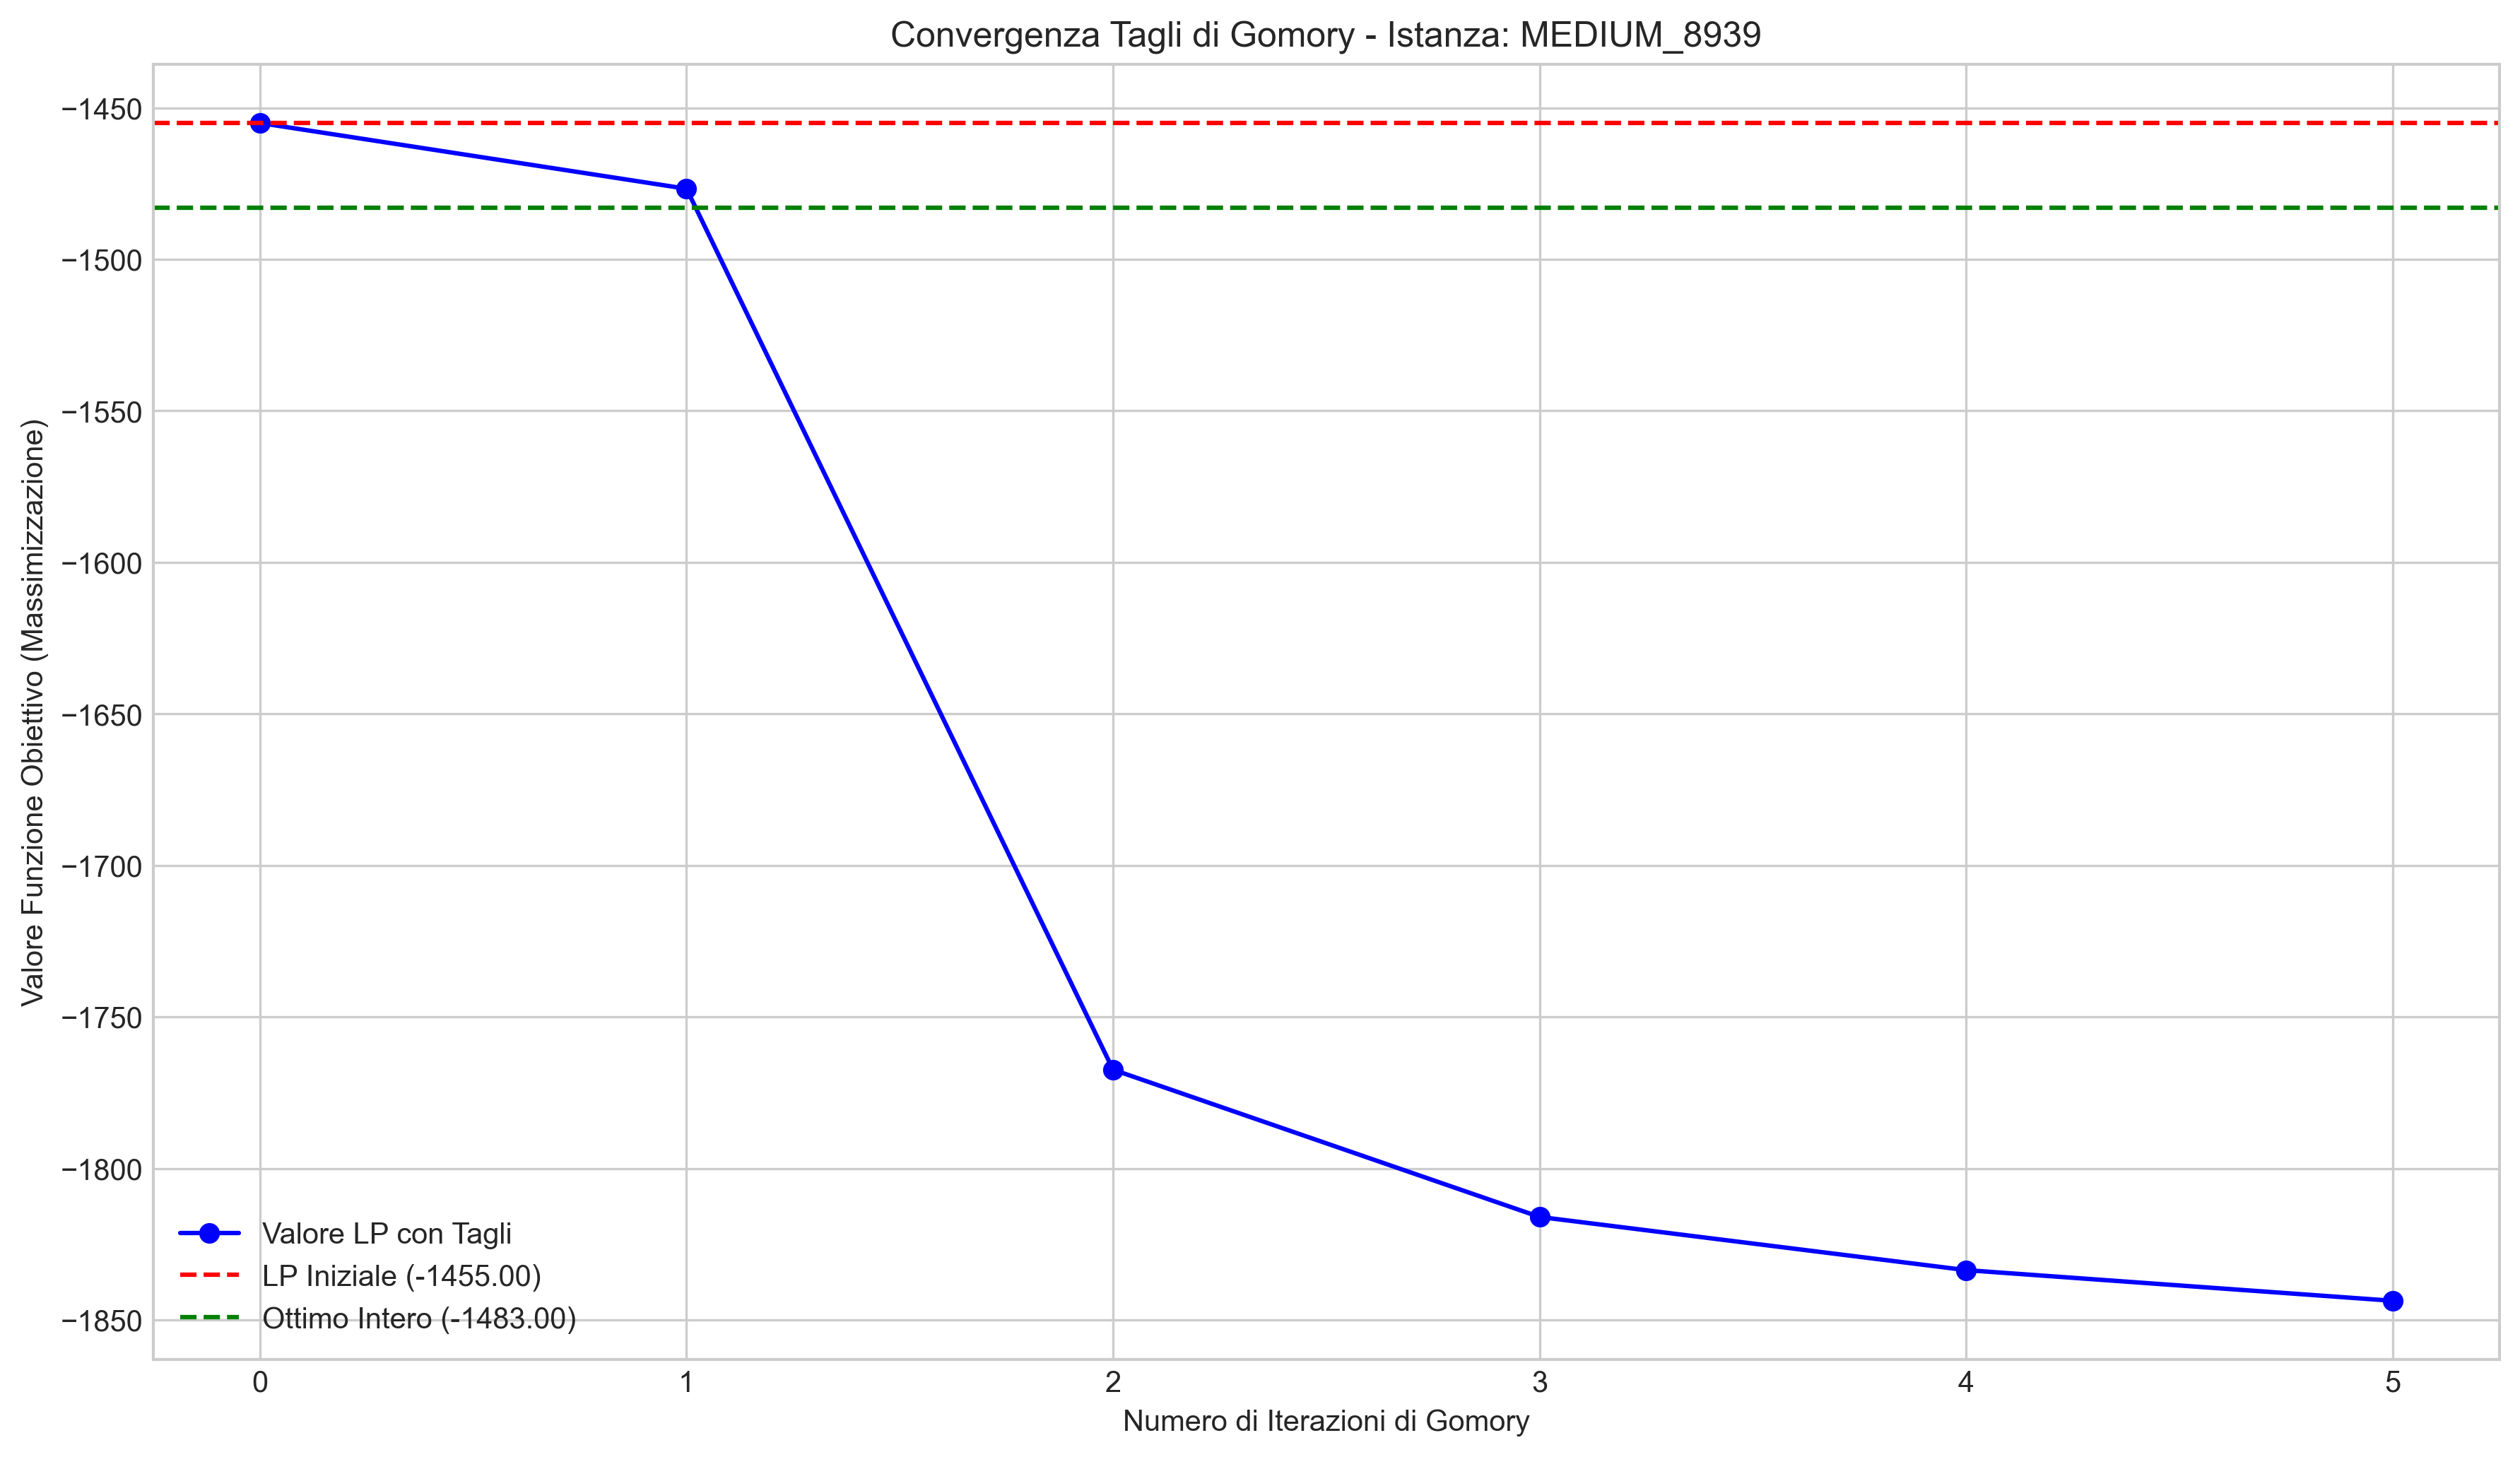 Convergenza Tagli di Gomory - Istanza: MEDIUM_8939
Valore Funzione Obiettivo (Massimizzazione)
−1450
−1500
−1550
−1600
−1650
−1700
−1750
−1800
−1850
Valore LP con Tagli
LP Iniziale (-1455.00)
Ottimo Intero (-1483.00)
0 1 2 3 4 5
Numero di Iterazioni di Gomory